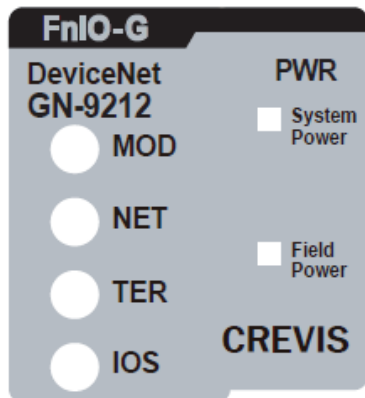 FnIO-G
DeviceNet
GN-9212
MOD
NET
TER
IOS
PWR
System
Power
Field
Power
CREVIS